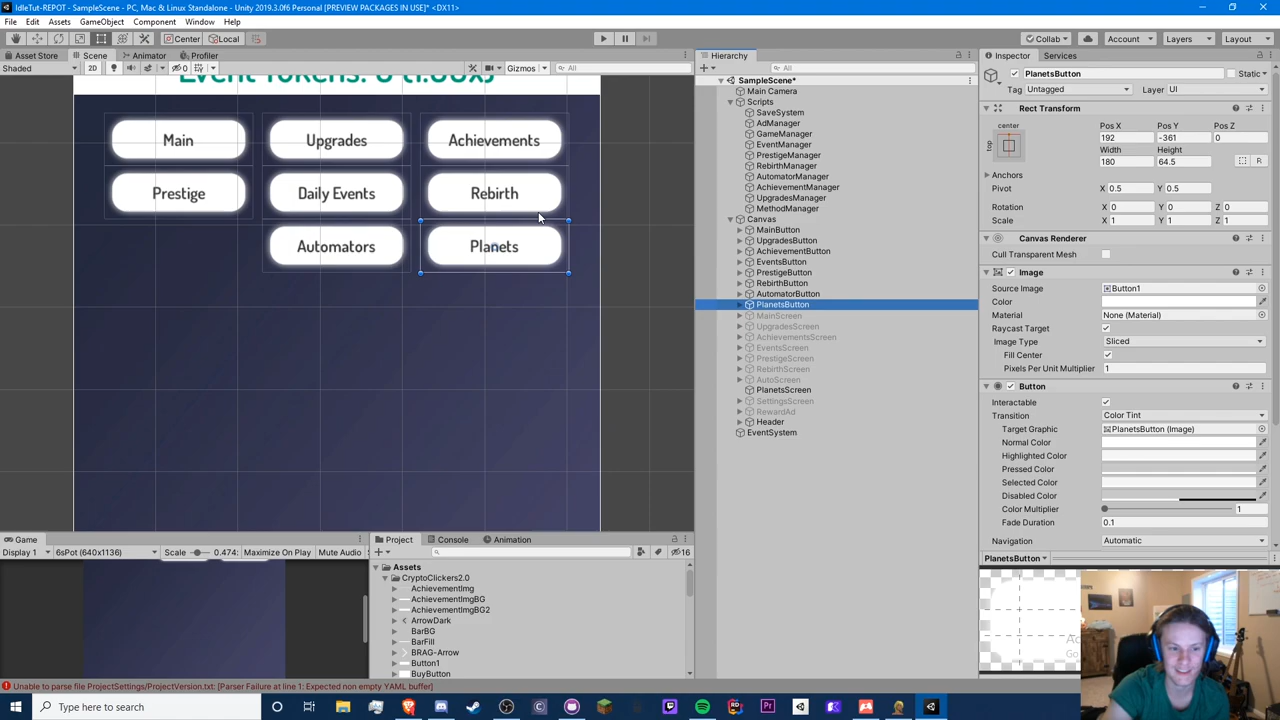 IdleTut-REPOT - SampleScene - PC, Mac & Linux Standalone - Unity 2019.3.0f6 Personal [PREVIEW PACKAGES IN USE]* <DX11>
File Edit Assets GameObject Component Window Help
Center Local Collab Account Layers Layout
Asset Store Scene Animator Profiler Hierarchy Inspector Services
Shaded 2D 0 Gizmos All All
Event Tokens: 0 (1.00x)
Main Upgrades Achievements
Prestige Daily Events Rebirth
Automators Planets
SampleScene*
Main Camera
Scripts
SaveSystem
AdManager
GameManager
EventManager
PrestigeManager
RebirthManager
AutomatorManager
AchievementManager
UpgradesManager
MethodManager
Canvas
MainButton
UpgradesButton
AchievementButton
EventsButton
PrestigeButton
RebirthButton
AutomatorButton
PlanetsButton
MainScreen
UpgradesScreen
AchievementsScreen
EventsScreen
PrestigeScreen
RebirthScreen
AutoScreen
PlanetsScreen
SettingsScreen
RewardAd
Header
EventSystem
PlanetsButton Static
Tag Untagged Layer UI
Rect Transform
center Pos X Pos Y Pos Z
top 192 -361 0
Width Height
180 64.5 R
Anchors
Pivot X 0.5 Y 0.5
Rotation X 0 Y 0 Z 0
Scale X 1 Y 1 Z 1
Canvas Renderer
Cull Transparent Mesh
Image
Source Image Button1
Color
Material None (Material)
Raycast Target
Image Type Sliced
Fill Center
Pixels Per Unit Multiplier 1
Button
Interactable
Transition Color Tint
Target Graphic PlanetsButton (Image)
Normal Color
Highlighted Color
Pressed Color
Selected Color
Disabled Color
Color Multiplier 1
Fade Duration 0.1
Navigation Automatic
PlanetsButton
Game
Display 1 6sPot (640x1136) Scale 0.474 Maximize On Play Mute Audio
Project Console Animation
16
Assets
CryptoClickers2.0
AchievementImg
AchievementImgBG
AchievementImgBG2
ArrowDark
BarBG
BarFill
BRAG-Arrow
Button1
BuyButton
Unable to parse file ProjectSettings/ProjectVersion.txt: [Parser Failure at line 1: Expected non empty YAML buffer]
Type here to search